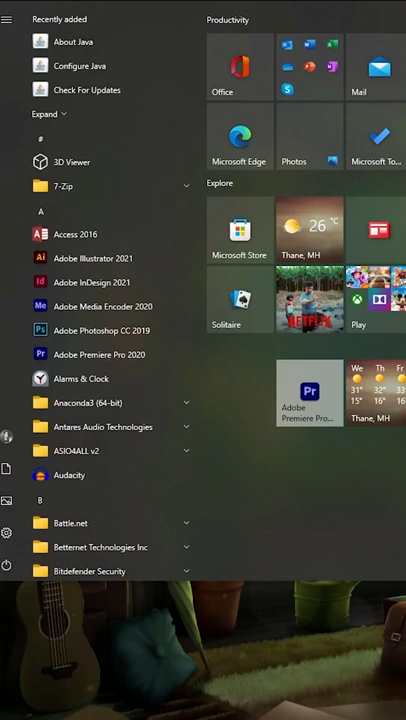 Recently added
About Java
Configure Java
Check For Updates
Expand
#
3D Viewer
7-Zip
A
Access 2016
Adobe Illustrator 2021
Adobe InDesign 2021
Adobe Media Encoder 2020
Adobe Photoshop CC 2019
Adobe Premiere Pro 2020
Alarms & Clock
Anaconda3 (64-bit)
Antares Audio Technologies
ASIO4ALL v2
Audacity
B
Battle.net
Betternet Technologies Inc
Bitdefender Security
Productivity
Office
Mail
Microsoft Edge
Photos
Microsoft To...
Explore
Microsoft Store
26 °C
Thane, MH
Solitaire
NETFLIX
Play
Adobe
Premiere Pro...
We Th Fr
31° 32° 33°
15° 16° 16°
Thane, MH